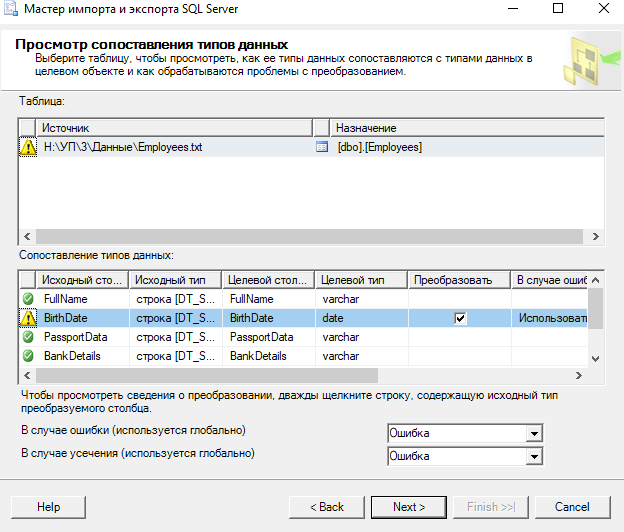 Мастер импорта и экспорта SQL Server
Просмотр сопоставления типов данных
Выберите таблицу, чтобы просмотреть, как ее типы данных сопоставляются с типами данных в
целевом объекте и как обрабатываются проблемы с преобразованием.
Таблица:
Источник Назначение
H:\УП\3\Данные\Employees.txt [dbo].[Employees]
Сопоставление типов данных:
Исходный сто... Исходный тип Целевой стол... Целевой тип Преобразовать В случае ошиб
FullName строка [DT_S... FullName varchar
BirthDate строка [DT_S... BirthDate date Использоват
PassportData строка [DT_S... PassportData varchar
BankDetails строка [DT_S... BankDetails varchar
Чтобы просмотреть сведения о преобразовании, дважды щелкните строку, содержащую исходный тип
преобразуемого столбца.
В случае ошибки (используется глобально) Ошибка
В случае усечения (используется глобально) Ошибка
Help < Back Next > Finish >>| Cancel